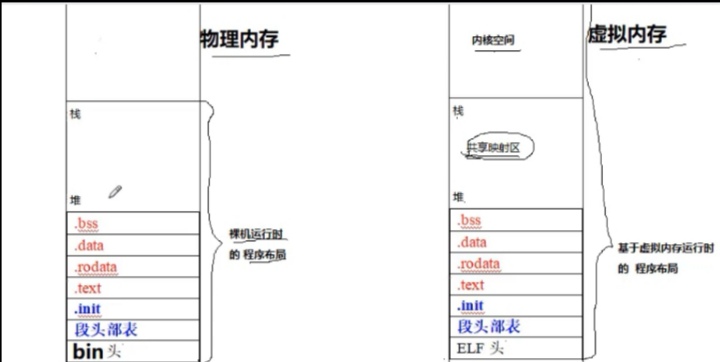 物理内存
栈
堆
.bss
.data
.rodata
.text
.init
段头部表
bin 头
裸机运行时
的 程序布局
虚拟内存
内核空间
栈
共享映射区
堆
.bss
.data
.rodata
.text
.init
段头部表
ELF 头
基于虚拟内存运行时
的 程序布局